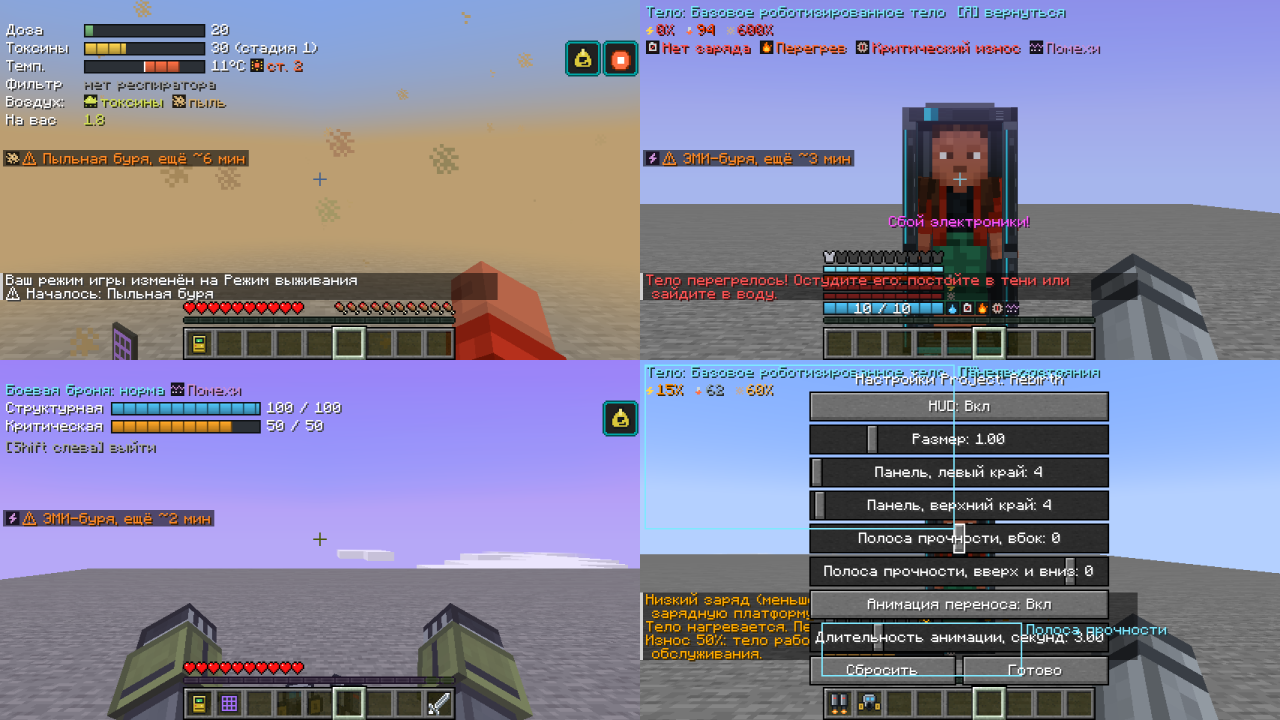 Доза 20
Токсины 30 (стадия 1)
Темп. 11°C ст. 2
Фильтр нет респиратора
Воздух: токсины пыль
На вас 1.8
Пыльная буря, ещё ~6 мин
Ваш режим игры изменён на Режим выживания
Началось: Пыльная буря
Тело: Базовое роботизированное тело [Я] вернуться
0% 94 600%
Нет заряда Перегрев Критический износ Помехи
ЭМИ-буря, ещё ~3 мин
Сбой электроники!
Тело перегрелось! Остудите его: постойте в тени или
зайдите в воду.
10 / 10
Боевая броня: норма Помехи
Структурная 100 / 100
Критическая 50 / 50
[Shift слева] выйти
ЭМИ-буря, ещё ~2 мин
Тело: Базовое роботизированное тело
15% 62 60%
Настройки Project Rebirth
HUD: Вкл
Размер: 1.00
Панель, левый край: 4
Панель, верхний край: 4
Полоса прочности, вбок: 0
Полоса прочности, вверх и вниз: 0
Анимация переноса: Вкл
Низкий заряд (меньш
зарядную платформу
Тело нагревается. Пе
Износ 50%: тело рабо
обслуживания.
Длительность анимации, секунд: 3.00
Полоса прочности
Сбросить Готово